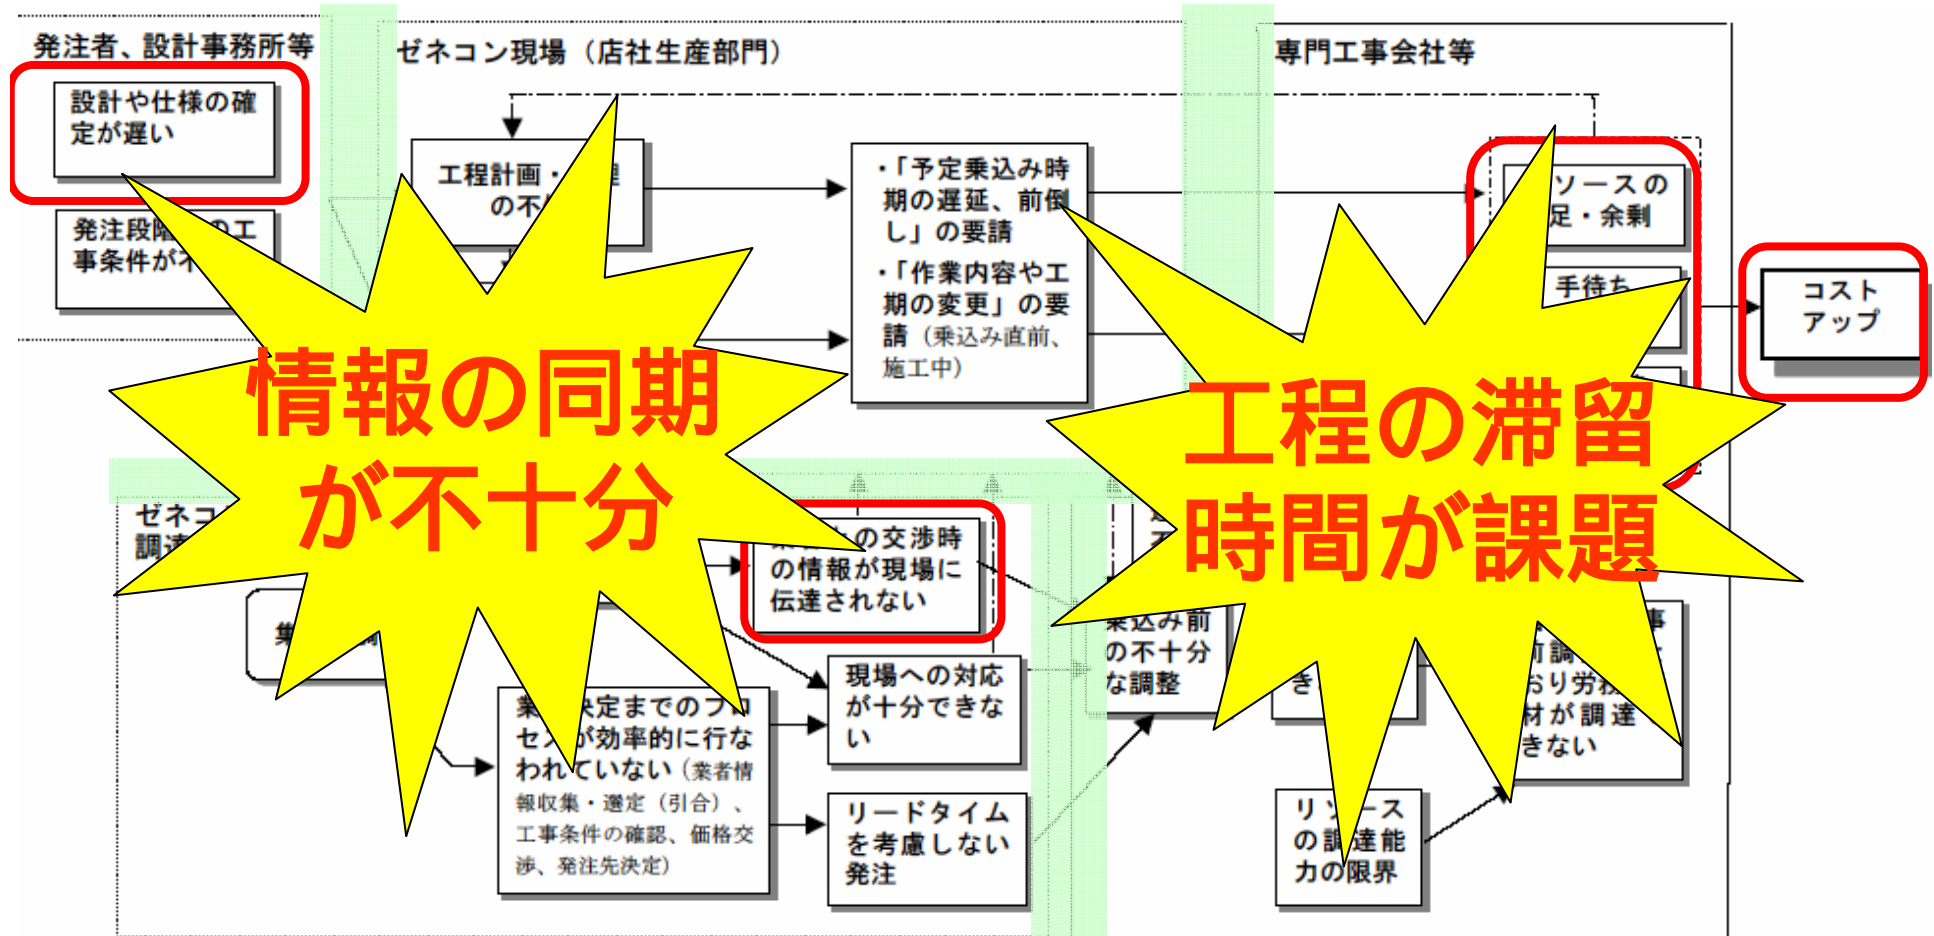 発注者、設計事務所等
設計や仕様の確
定が遅い
発注段階 の工
事条件が不
ゼネコン現場（店社生産部門）
工程計画・ 理
の不
・「予定乗込み時
期の遅延、前倒
し」の要請
・「作業内容や工
期の変更」の要
請（乗込み直前、
施工中）
専門工事会社等
ソースの
足・余剰
手待ち
コスト
アップ
情報の同期
が不十分
工程の滞留
時間が課題
ゼネコ
調達
の交渉時
の情報が現場に
伝達されない
集 調
業 決定までのプロ
セスが効率的に行な
われていない（業者情
報収集・選定（引合）、
工事条件の確認、価格交
渉、発注先決定）
現場への対応
が十分できな
い
リードタイム
を考慮しない
発注
乗込み前
の不十分
な調整
き
事
前調
おり労務
材が調達
きない
リソース
の調達能
力の限界